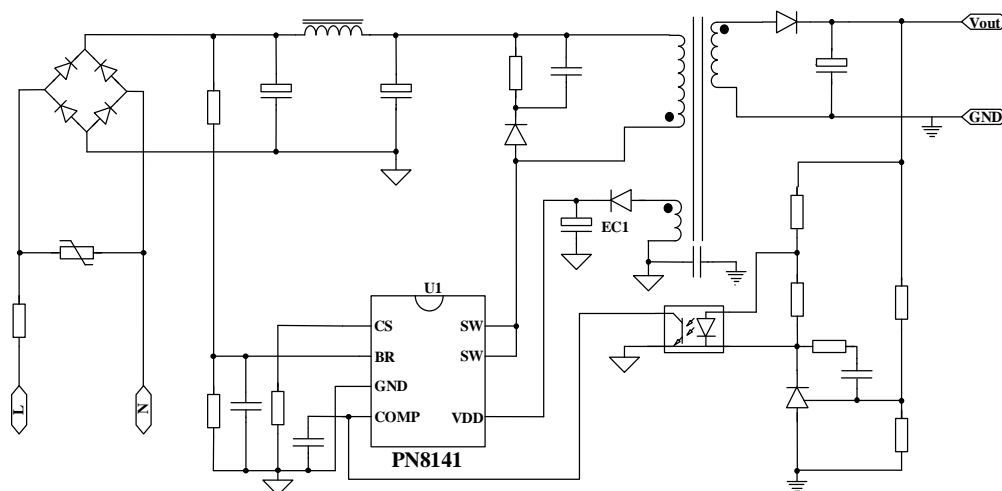 Vout
GND
EC1
U1
CS
SW
BR
SW
GND
COMP
VDD
PN8141
L
N